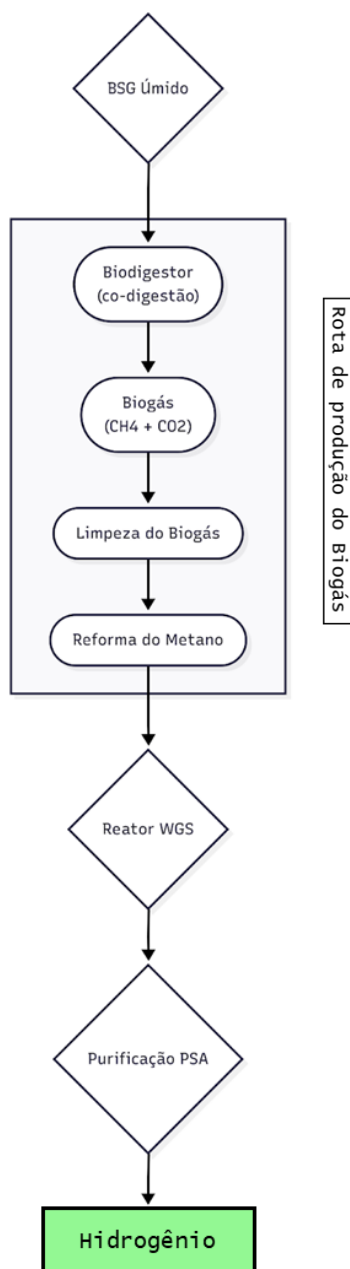 BSG Úmido
Biodigestor
(co-digestão)
Biogás
(CH4 + CO2)
Limpeza do Biogás
Reforma do Metano
Rota de produção do Biogás
Reator WGS
Purificação PSA
Hidrogênio